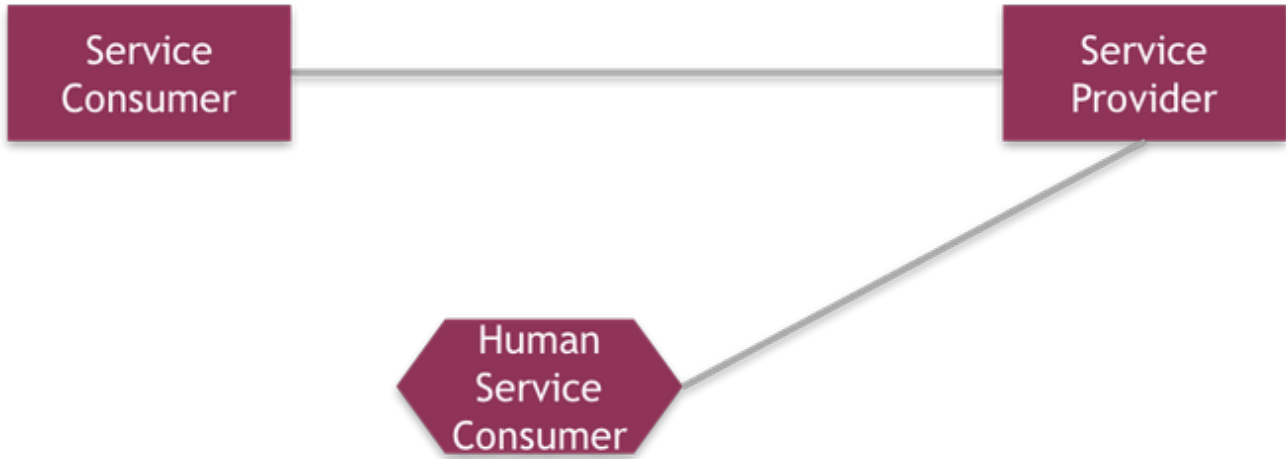 Service
Consumer
Service
Provider
Human
Service
Consumer